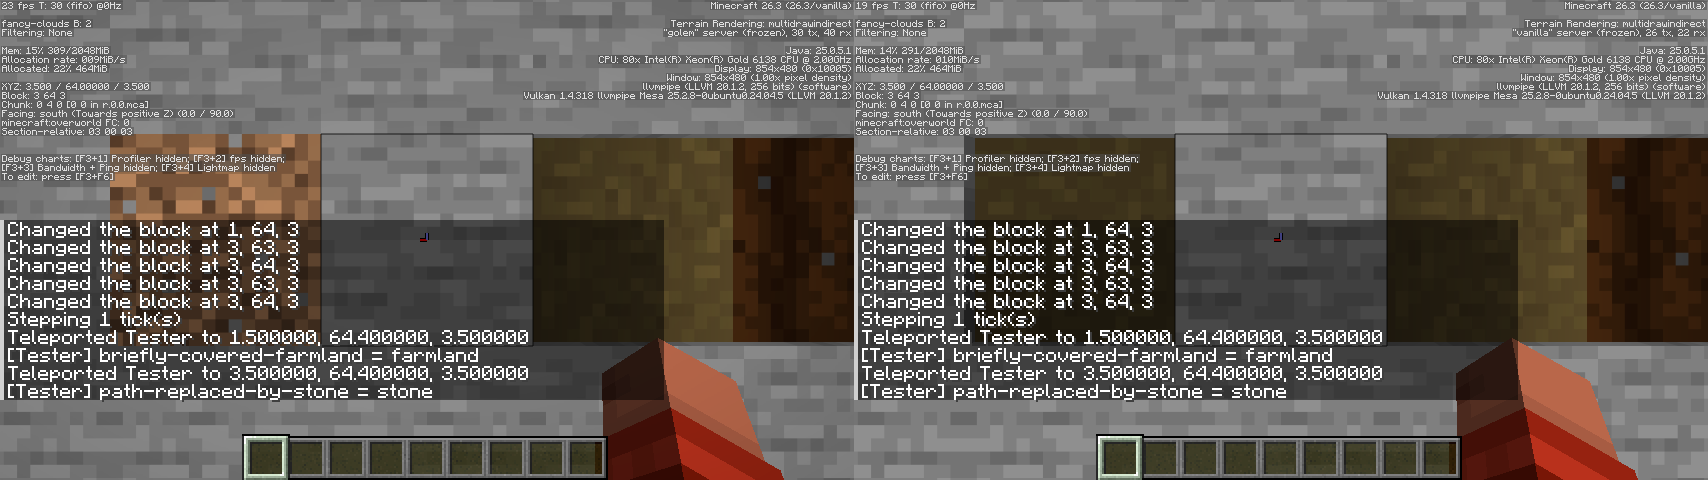 23 fps T: 30 (fifo) @0Hz
fancy-clouds B: 2
Filtering: None
Mem: 15% 309/2048MiB
Allocation rate: 009MiB/s
Allocated: 22% 464MiB
XYZ: 3.500 / 64.00000 / 3.500
Block: 3 64 3
Chunk: 0 4 0 [0 0 in r.0.0.mca]
Facing: south (Towards positive Z) (0.0 / 90.0)
minecraft:overworld FC: 0
Section-relative: 03 00 03
Debug charts: [F3+1] Profiler hidden; [F3+2] fps hidden;
[F3+3] Bandwidth + Ping hidden; [F3+4] Lightmap hidden
To edit: press [F3+F6]
Minecraft 26.3 (26.3/vanilla)
Terrain Rendering: multidrawindirect
"golem" server (frozen), 30 tx, 40 rx
Java: 25.0.5.1
CPU: 80x Intel(R) Xeon(R) Gold 6138 CPU @ 2.00GHz
Display: 854x480 (0x10005)
Window: 854x480 (1.00x pixel density)
llvmpipe (LLVM 20.1.2, 256 bits) (software)
Vulkan 1.4.318 llvmpipe Mesa 25.2.8-0ubuntu0.24.04.5 (LLVM 20.1.2)
Changed the block at 1, 64, 3
Changed the block at 3, 63, 3
Changed the block at 3, 64, 3
Changed the block at 3, 63, 3
Changed the block at 3, 64, 3
Stepping 1 tick(s)
Teleported Tester to 1.500000, 64.400000, 3.500000
[Tester] briefly-covered-farmland = farmland
Teleported Tester to 3.500000, 64.400000, 3.500000
[Tester] path-replaced-by-stone = stone
19 fps T: 30 (fifo) @0Hz
fancy-clouds B: 2
Filtering: None
Mem: 14% 291/2048MiB
Allocation rate: 010MiB/s
Allocated: 22% 464MiB
XYZ: 3.500 / 64.00000 / 3.500
Block: 3 64 3
Chunk: 0 4 0 [0 0 in r.0.0.mca]
Facing: south (Towards positive Z) (0.0 / 90.0)
minecraft:overworld FC: 0
Section-relative: 03 00 03
Debug charts: [F3+1] Profiler hidden; [F3+2] fps hidden;
[F3+3] Bandwidth + Ping hidden; [F3+4] Lightmap hidden
To edit: press [F3+F6]
Minecraft 26.3 (26.3/vanilla)
Terrain Rendering: multidrawindirect
"vanilla" server (frozen), 26 tx, 22 rx
Java: 25.0.5.1
CPU: 80x Intel(R) Xeon(R) Gold 6138 CPU @ 2.00GHz
Display: 854x480 (0x10005)
Window: 854x480 (1.00x pixel density)
llvmpipe (LLVM 20.1.2, 256 bits) (software)
Vulkan 1.4.318 llvmpipe Mesa 25.2.8-0ubuntu0.24.04.5 (LLVM 20.1.2)
Changed the block at 1, 64, 3
Changed the block at 3, 63, 3
Changed the block at 3, 64, 3
Changed the block at 3, 63, 3
Changed the block at 3, 64, 3
Stepping 1 tick(s)
Teleported Tester to 1.500000, 64.400000, 3.500000
[Tester] briefly-covered-farmland = farmland
Teleported Tester to 3.500000, 64.400000, 3.500000
[Tester] path-replaced-by-stone = stone